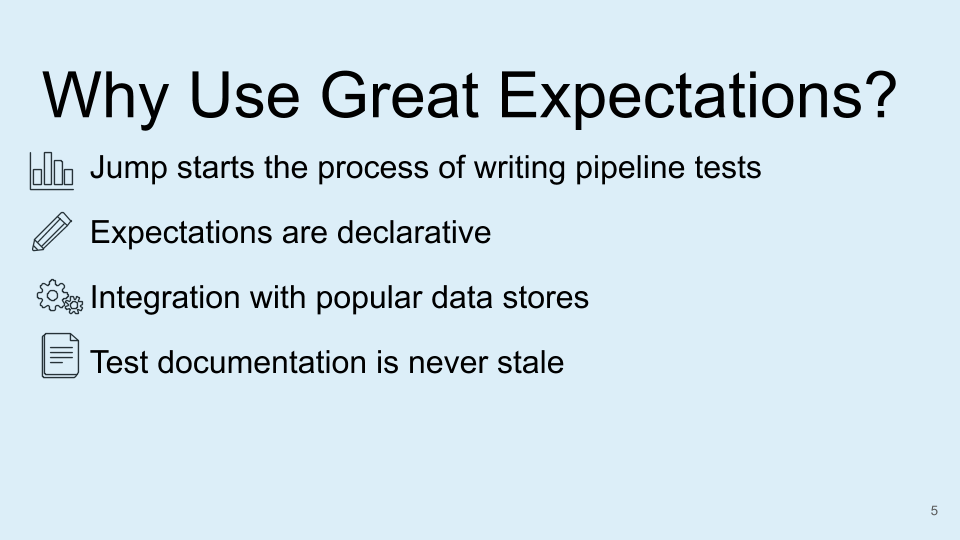 Why Use Great Expectations?
Jump starts the process of writing pipeline tests
Expectations are declarative
Integration with popular data stores
Test documentation is never stale
5